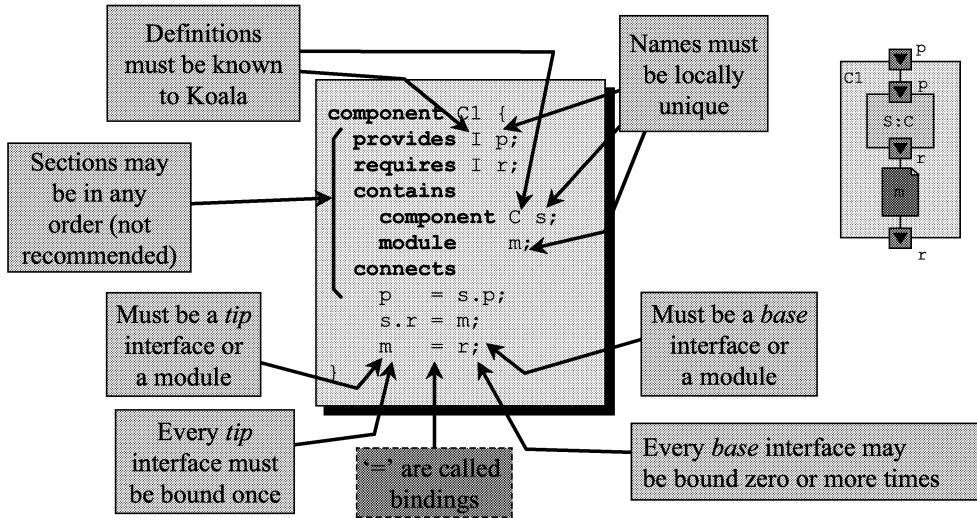 Definitions
must be known
to Koala
Names must
be locally
unique
Sections may
be in any
order (not
recommended)
component C1 {
provides I p;
requires I r;
contains
component C s;
module m;
connects
p = s.p;
s.r = m;
m = r;
}
Must be a tip
interface or
a module
Must be a base
interface or
a module
Every tip
interface must
be bound once
'=' are called
bindings
Every base interface may
be bound zero or more times
p
C1
p
S:C
r
m
r